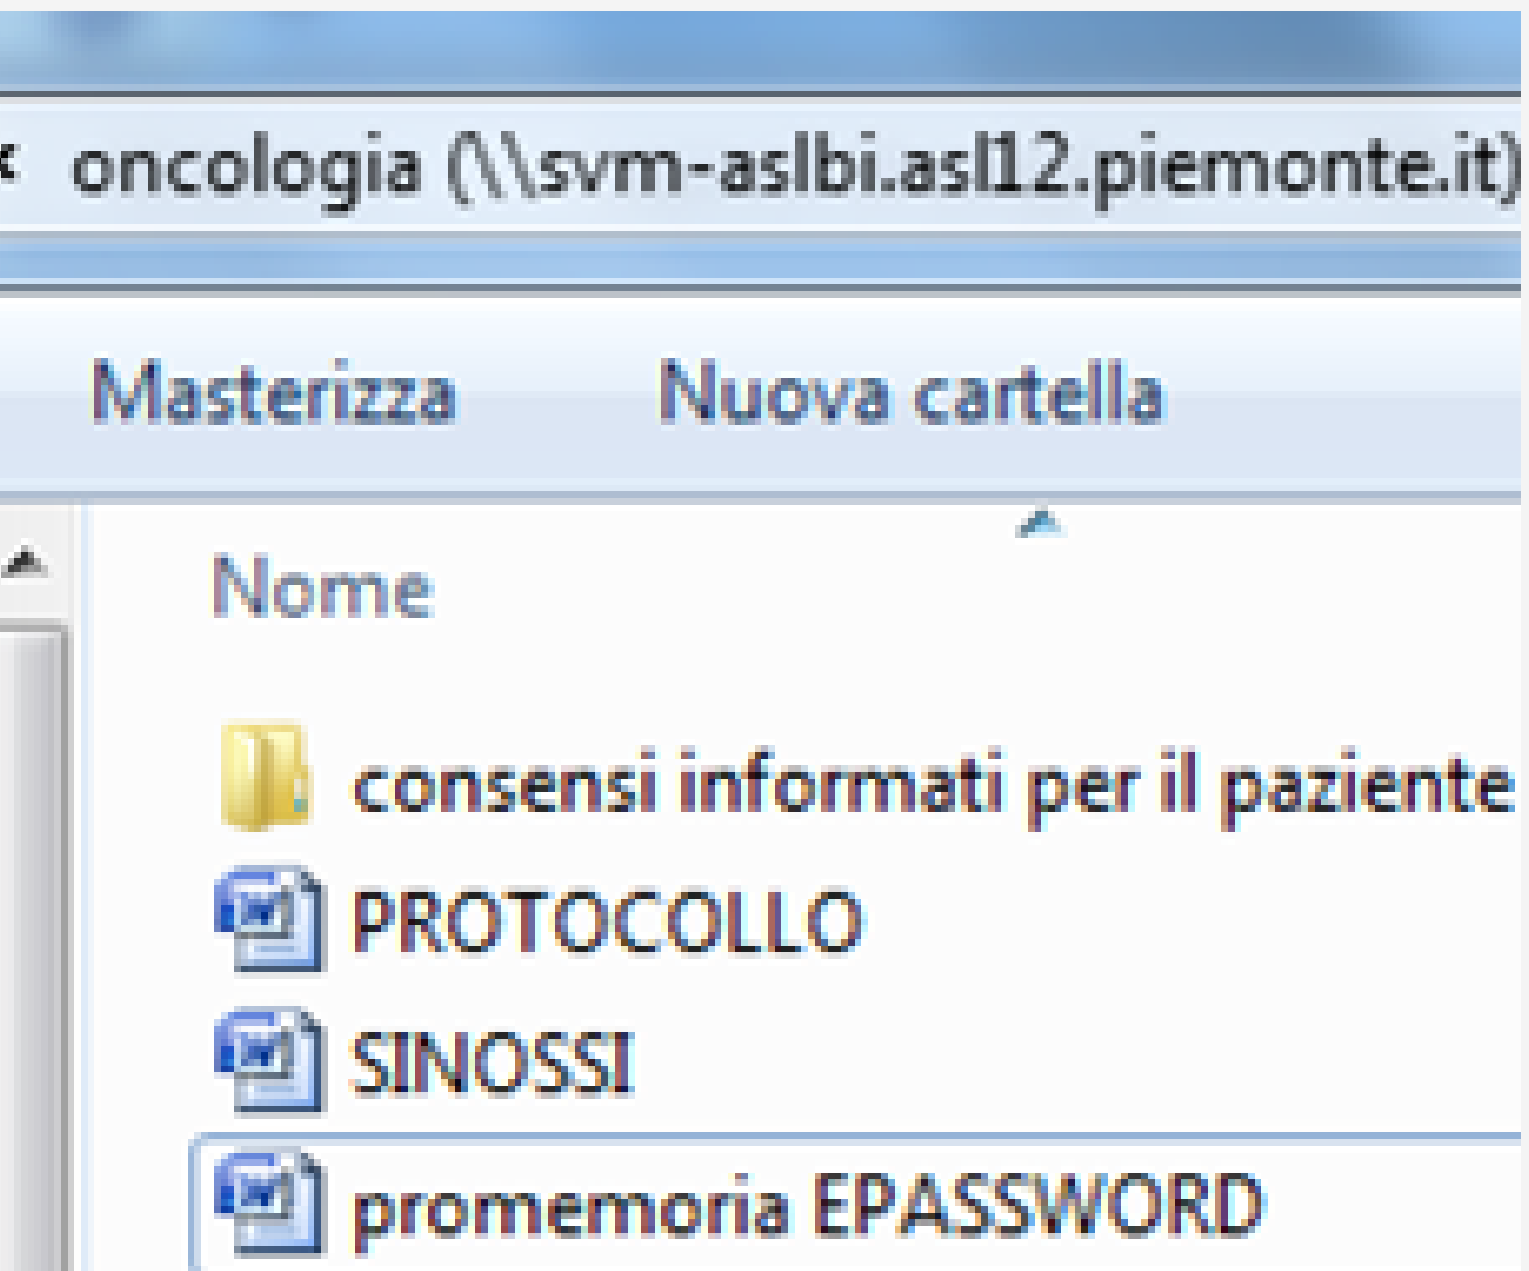 oncologia (\\svm-aslbi.asl12.piemonte.it)
Masterizza Nuova cartella
Nome
consensi informati per il paziente
PROTOCOLLO
SINOSSI
promemoria EPASSWORD